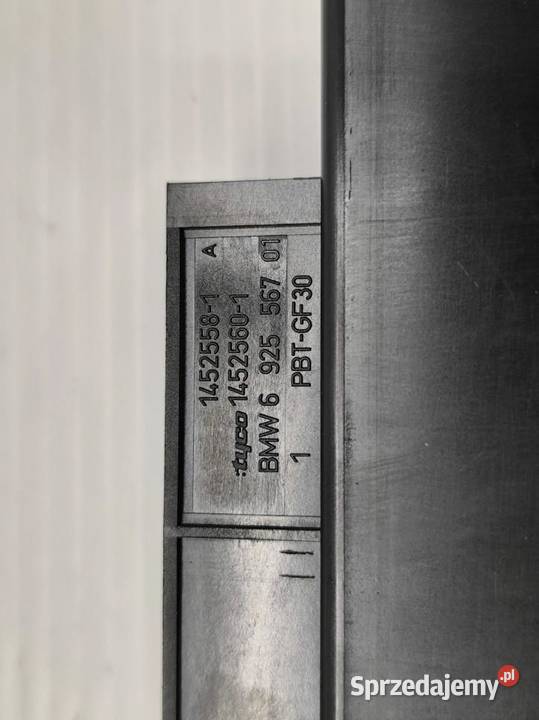 1452558-1 A
:tyco 1452560-1
BMW 6 925 567 01
1 PBT-GF30
Sprzedajemy.pl